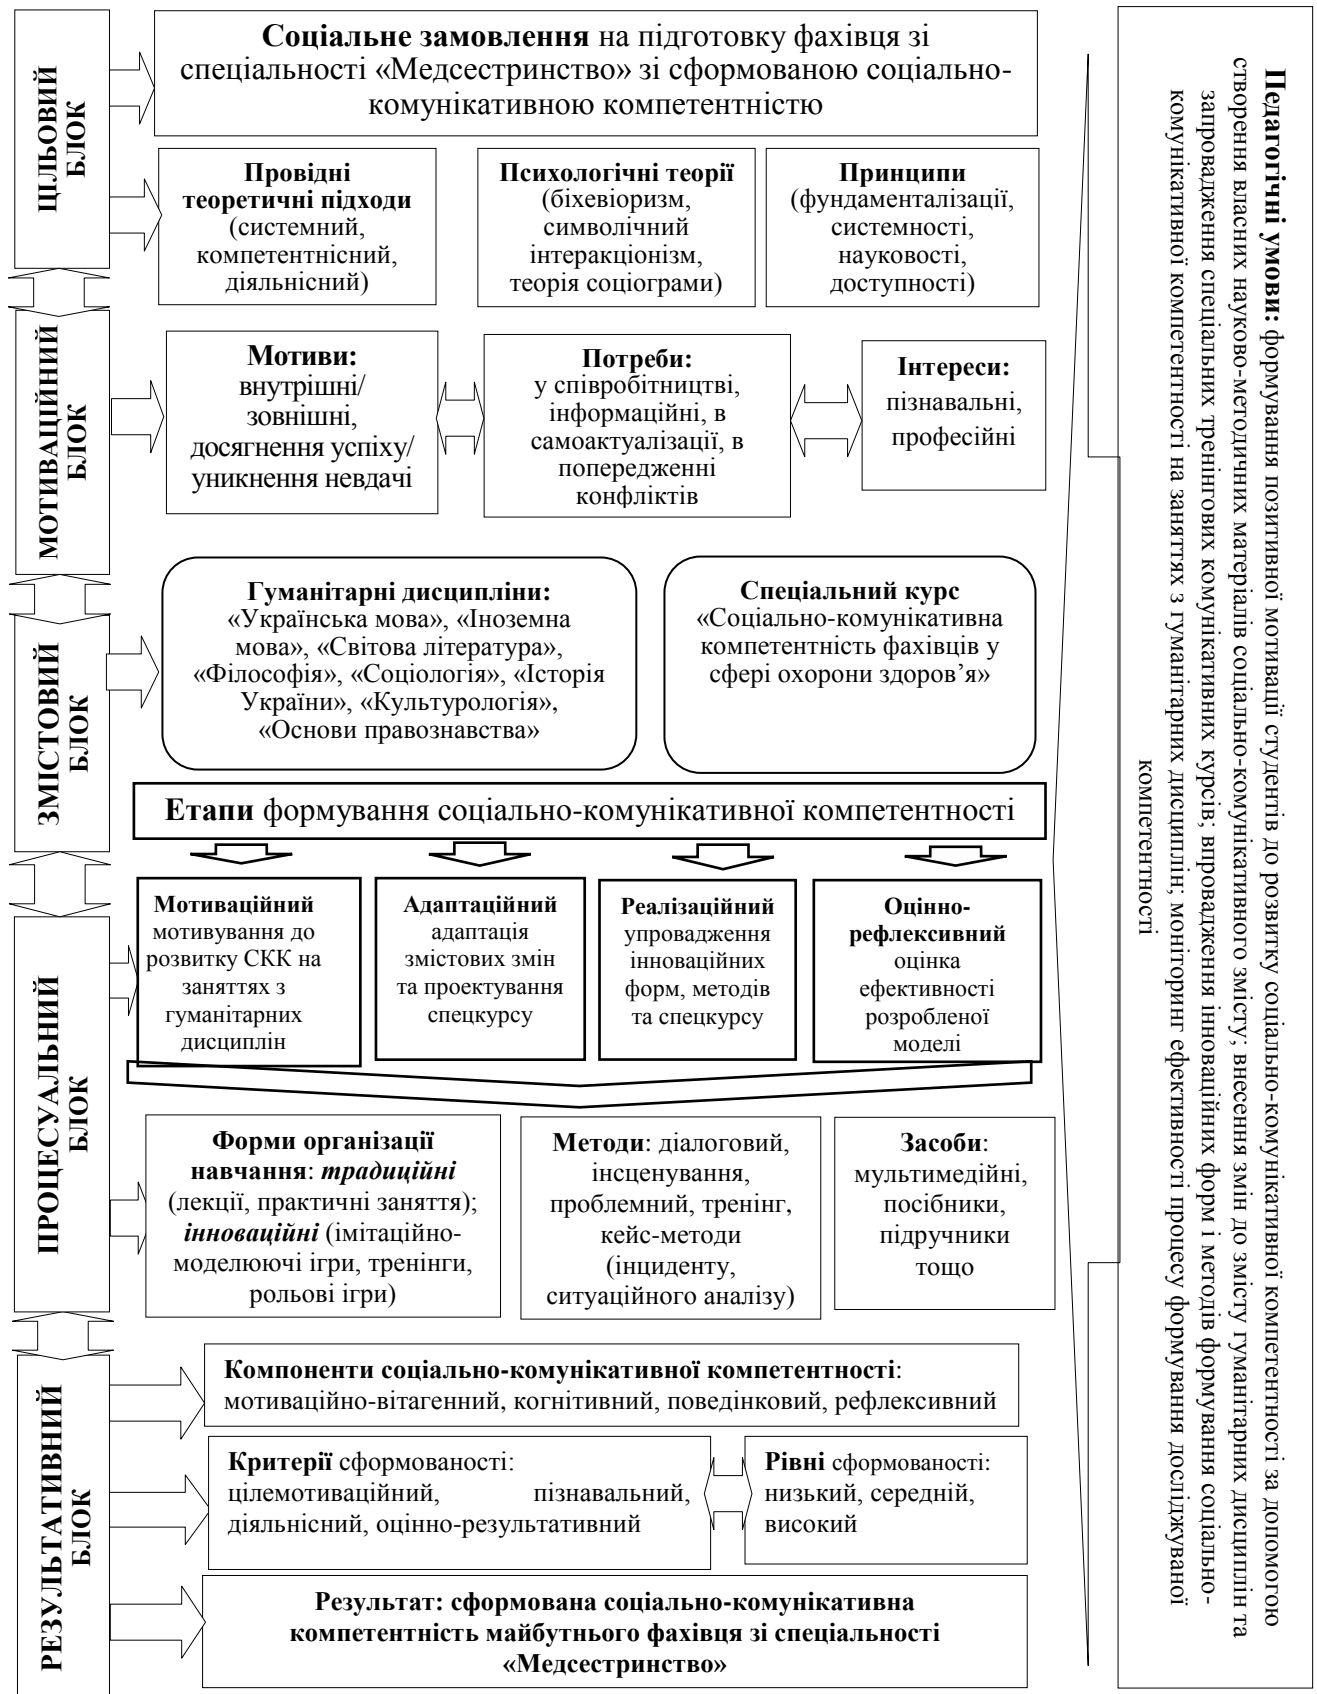 ЦІЛЬОВИЙ
БЛОК
Соціальне замовлення на підготовку фахівця зі
спеціальності «Медсестринство» зі сформованою соціально-
комунікативною компетентністю
Провідні
теоретичні підходи
(системний,
компетентнісний,
діяльнісний)
Психологічні теорії
(біхевіоризм,
символічний
інтеракціонізм,
теорія соціограми)
Принципи
(фундаменталізації,
системності,
науковості,
доступності)
МОТИВАЦІЙНИЙ
БЛОК
Мотиви:
внутрішні/
зовнішні,
досягнення успіху/
уникнення невдачі
Потреби:
у співробітництві,
інформаційні, в
самоактуалізації, в
попередженні
конфліктів
Інтереси:
пізнавальні,
професійні
ЗМІСТОВИЙ
БЛОК
Гуманітарні дисципліни:
«Українська мова», «Іноземна
мова», «Світова література»,
«Філософія», «Соціологія», «Історія
України», «Культурологія»,
«Основи правознавства»
Спеціальний курс
«Соціально-комунікативна
компетентність фахівців у
сфері охорони здоров’я»
Етапи формування соціально-комунікативної компетентності
ПРОЦЕСУАЛЬНИЙ
БЛОК
Мотиваційний
мотивування до
розвитку СКК на
заняттях з
гуманітарних
дисциплін
Адаптаційний
адаптація
змістових змін
та проектування
спецкурсу
Реалізаційний
упровадження
інноваційних
форм, методів
та спецкурсу
Оцінно-
рефлексивний
оцінка
ефективності
розробленої
моделі
Форми організації
навчання: традиційні
(лекції, практичні заняття);
інноваційні (імітаційно-
моделюючі ігри, тренінги,
рольові ігри)
Методи: діалоговий,
інсценування,
проблемний, тренінг,
кейс-методи
(інциденту,
ситуаційного аналізу)
Засоби:
мультимедійні,
посібники,
підручники
тощо
РЕЗУЛЬТАТИВНИЙ
БЛОК
Компоненти соціально-комунікативної компетентності:
мотиваційно-вітагенний, когнітивний, поведінковий, рефлексивний
Критерії сформованості:
цілемотиваційний, пізнавальний,
діяльнісний, оцінно-результативний
Рівні сформованості:
низький, середній,
високий
Результат: сформована соціально-комунікативна
компетентність майбутнього фахівця зі спеціальності
«Медсестринство»
Педагогічні умови: формування позитивної мотивації студентів до розвитку соціально-комунікативної компетентності за допомогою
створення власних науково-методичних матеріалів соціально-комунікативного змісту; внесення змін до змісту гуманітарних дисциплін та
запровадження спеціальних тренінгових комунікативних курсів; впровадження інноваційних форм і методів формування соціально-
комунікативної компетентності на заняттях з гуманітарних дисциплін; моніторинг ефективності процесу формування досліджуваної
компетентності